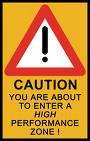 CAUTION
YOU ARE ABOUT
TO ENTER A
HIGH
PERFORMANCE
ZONE !